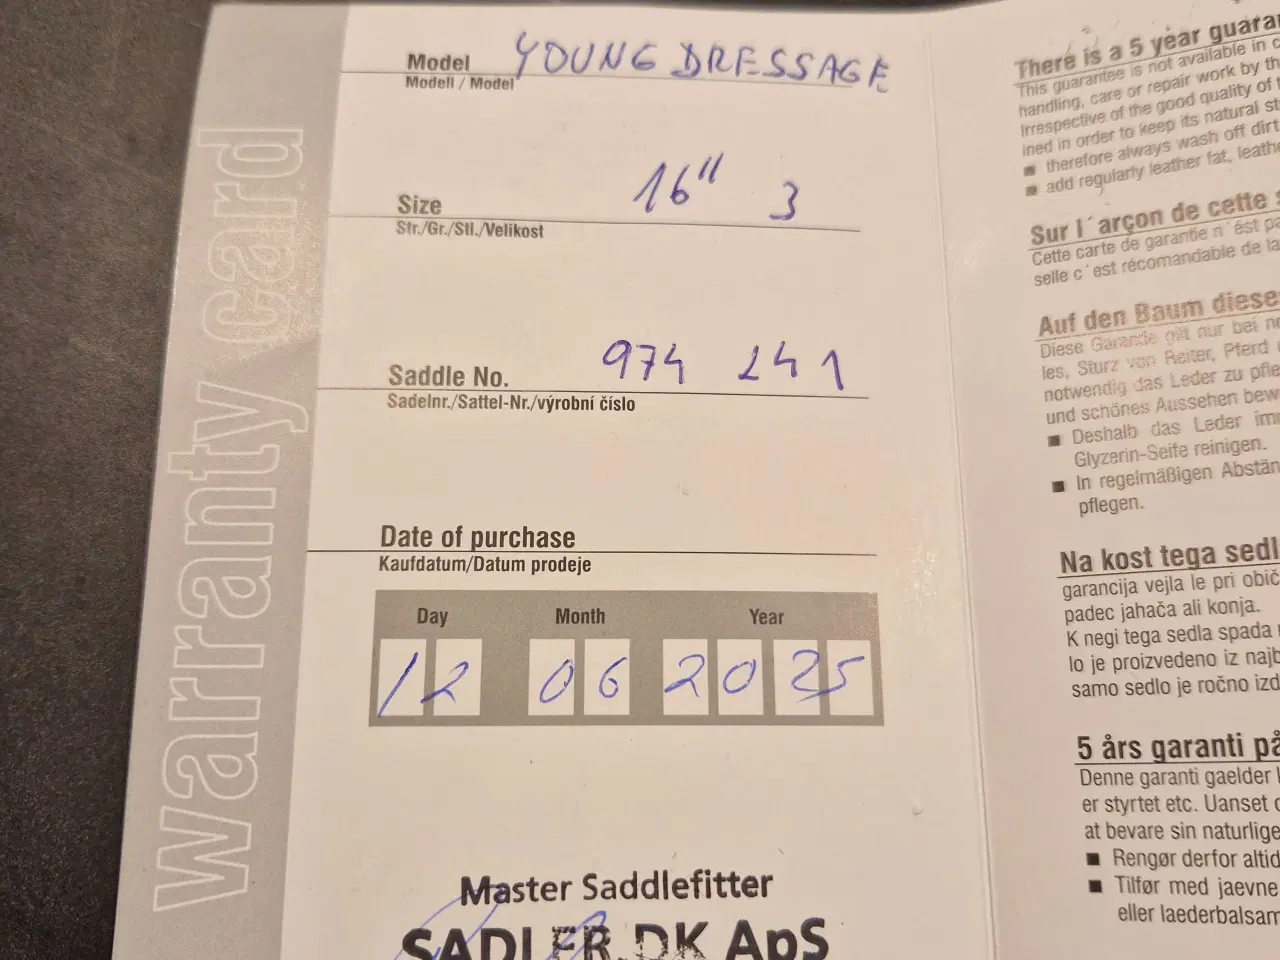 warranty card
Model YOUNG DRESSAGE
Modell / Model
Size 16" 3
Str./Gr./Stl./Velikost
Saddle No. 974 241
Sadelnr./Sattel-Nr./výrobní číslo
Date of purchase
Kaufdatum/Datum prodeje
Day Month Year
12 06 2025
Master Saddlefitter
SADLER.DK ApS
There is a 5 year guara
This guarantee is not available in c
handling, care or repair work by th
Irrespective of the good quality of t
ined in order to keep its natural st
■ therefore always wash off dirt
■ add regularly leather fat, leathe
Sur l´arçon de cette s
Cette carte de garantie n´ést pa
selle c´est récomandable de la
Auf den Baum diese
Diese Garantie gilt nur bei no
les, Sturz von Reiter, Pferd
notwendig das Leder zu pfle
und schönes Aussehen bew
■ Deshalb das Leder imm
Glyzerin-Seife reinigen.
■ In regelmäßigen Abstän
pflegen.
Na kost tega sedl
garancija vejla le pri obič
padec jahača ali konja.
K negi tega sedla spada
lo je proizvedeno iz najb
samo sedlo je ročno izd
5 års garanti på
Denne garanti gaelder
er styrtet etc. Uanset
at bevare sin naturlige
■ Rengør derfor altid
■ Tilfør med jaevne
eller laederbalsam